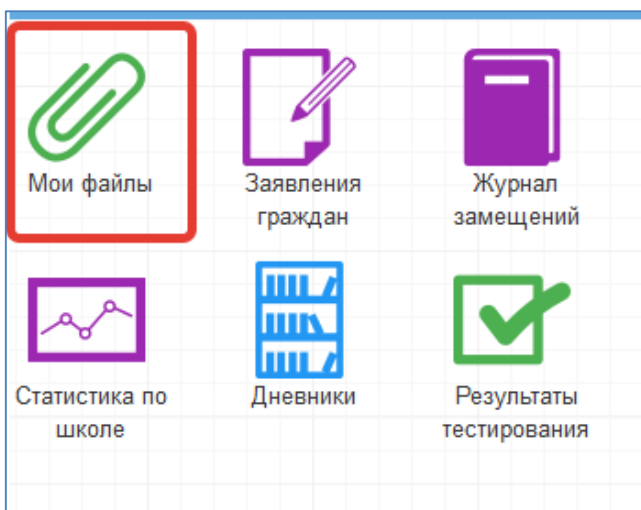 Мои файлы
Заявления
граждан
Журнал
замещений
Статистика по
школе
Дневники
Результаты
тестирования